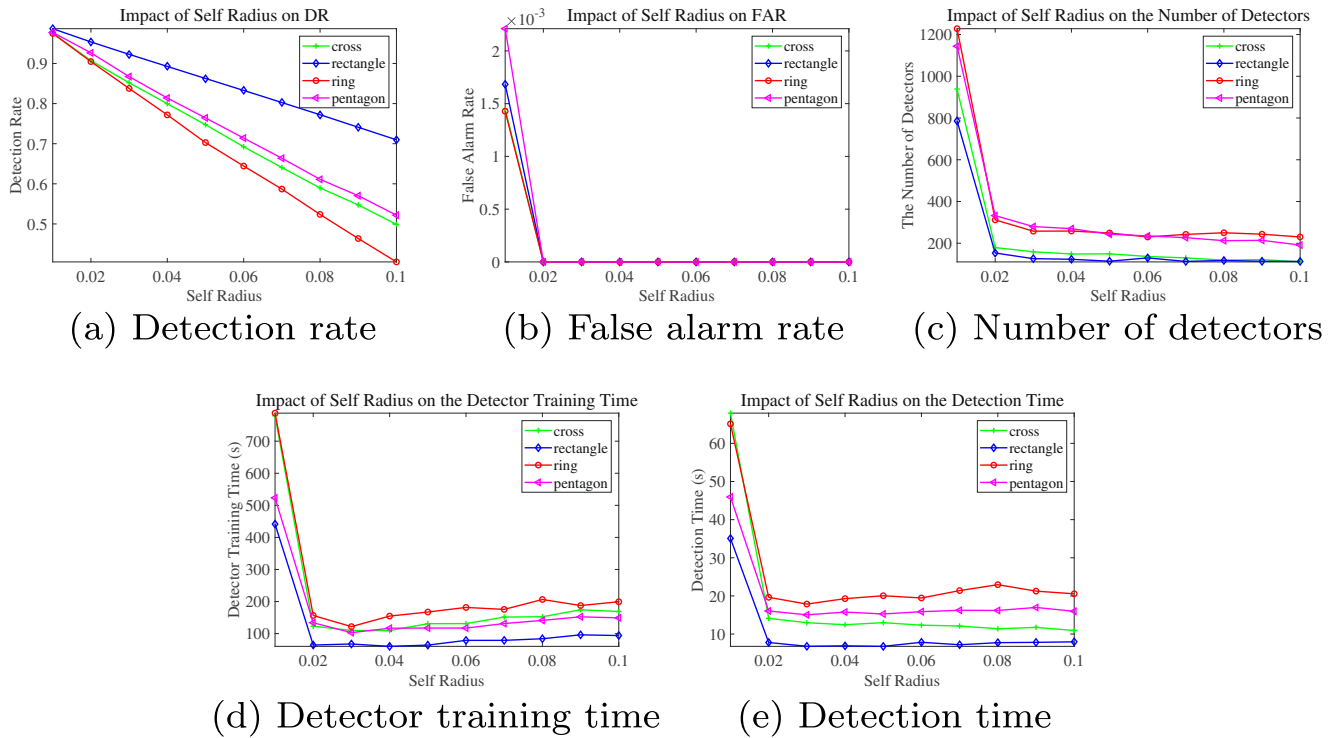 Impact of Self Radius on DR
cross
rectangle
ring
pentagon
0.9
0.8
0.7
0.6
0.5
Detection Rate
0.02
0.04
0.06
0.08
0.1
Self Radius
(a) Detection rate
×10-3
Impact of Self Radius on FAR
cross
rectangle
ring
pentagon
2
1.5
1
0.5
0
False Alarm Rate
0.02
0.04
0.06
0.08
0.1
Self Radius
(b) False alarm rate
Impact of Self Radius on the Number of Detectors
cross
rectangle
ring
pentagon
1200
1000
800
600
400
200
The Number of Detectors
0.02
0.04
0.06
0.08
0.1
Self Radius
(c) Number of detectors
Impact of Self Radius on the Detector Training Time
cross
rectangle
ring
pentagon
700
600
500
400
300
200
100
Detector Training Time (s)
0.02
0.04
0.06
0.08
0.1
Self Radius
(d) Detector training time
Impact of Self Radius on the Detection Time
cross
rectangle
ring
pentagon
60
50
40
30
20
10
Detection Time (s)
0.02
0.04
0.06
0.08
0.1
Self Radius
(e) Detection time